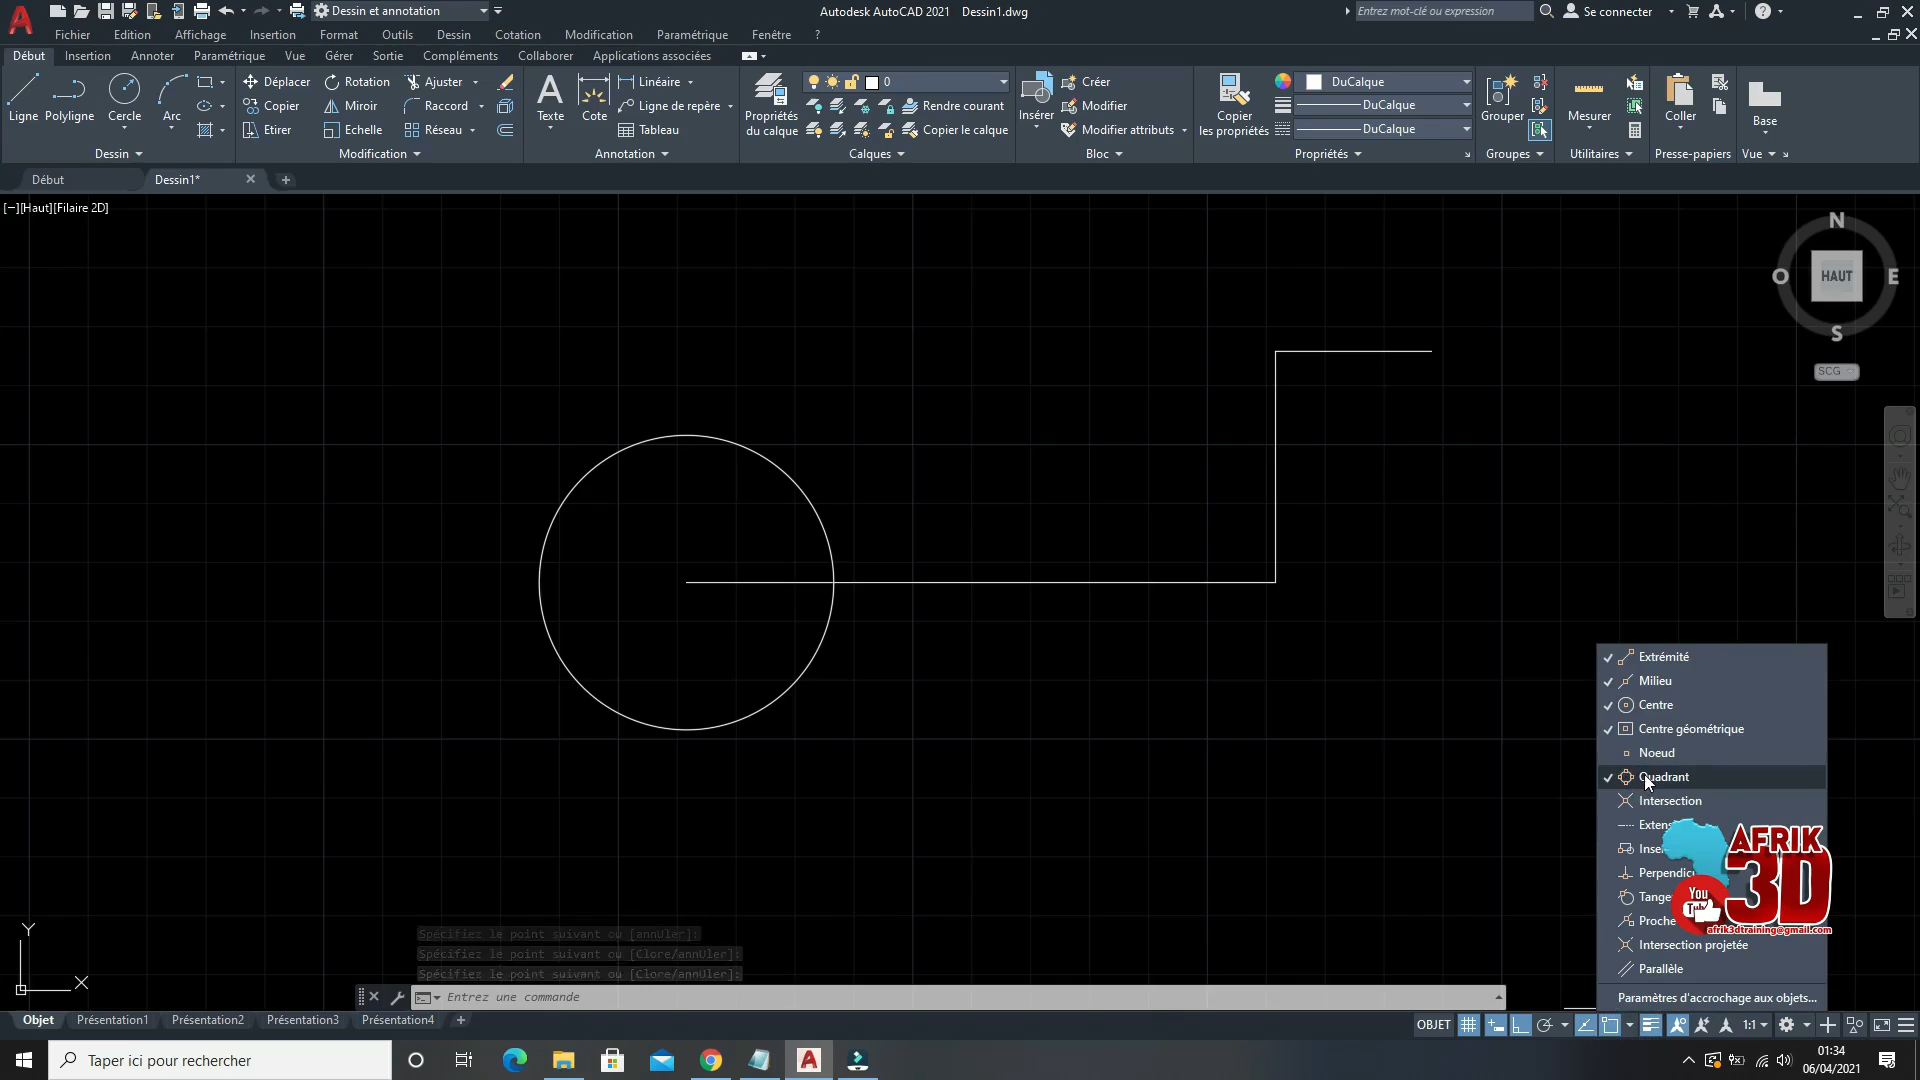 Dessin et annotation
Autodesk AutoCAD 2021 Dessin1.dwg
Entrez mot-clé ou expression
Se connecter
Fichier Edition Affichage Insertion Format Outils Dessin Cotation Modification Paramétrique Fenêtre ?
Début Insertion Annoter Paramétrique Vue Gérer Sortie Compléments Collaborer Applications associées
Ligne Polyligne Cercle Arc
Déplacer Rotation Ajuster
Copier Miroir Raccord
Etirer Echelle Réseau
Texte Cote
Linéaire
Ligne de repère
Tableau
Propriétés
du calque
0
Rendre courant
Copier le calque
Insérer
Créer
Modifier
Modifier attributs
Copier
les propriétés
DuCalque
DuCalque
DuCalque
Grouper
Mesurer
Coller
Base
Dessin Modification Annotation Calques Bloc Propriétés Groupes Utilitaires Presse-papiers Vue
Début Dessin1*
[−][Haut][Filaire 2D]
N
O HAUT E
S
SCG
Extrémité
Milieu
Centre
Centre géométrique
Noeud
Quadrant
Intersection
Parallèle
Intersection projetée
Paramètres d'accrochage aux objets...
AFRIK
3D
You
afrik3dtraining@gmail.com
Y
X
Spécifiez le point suivant ou [annUler]:
Spécifiez le point suivant ou [Clore/annUler]:
Spécifiez le point suivant ou [Clore/annUler]:
Entrez une commande
Objet Présentation1 Présentation2 Présentation3 Présentation4 +
OBJET 1:1
Taper ici pour rechercher
01:34
06/04/2021